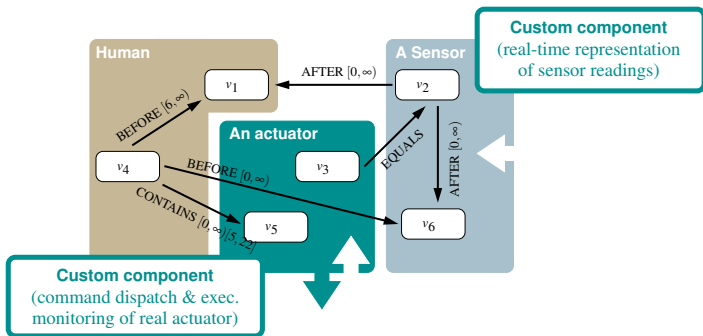 Custom component
(real-time representation
of sensor readings)
Human
A Sensor
v1
AFTER [0, ∞)
v2
BEFORE [6, ∞)
An actuator
v4
BEFORE [0, ∞)
v3
EQUALS
AFTER [0, ∞)
CONTAINS [0, ∞)[5, 22]
v5
v6
Custom component
(command dispatch & exec.
monitoring of real actuator)